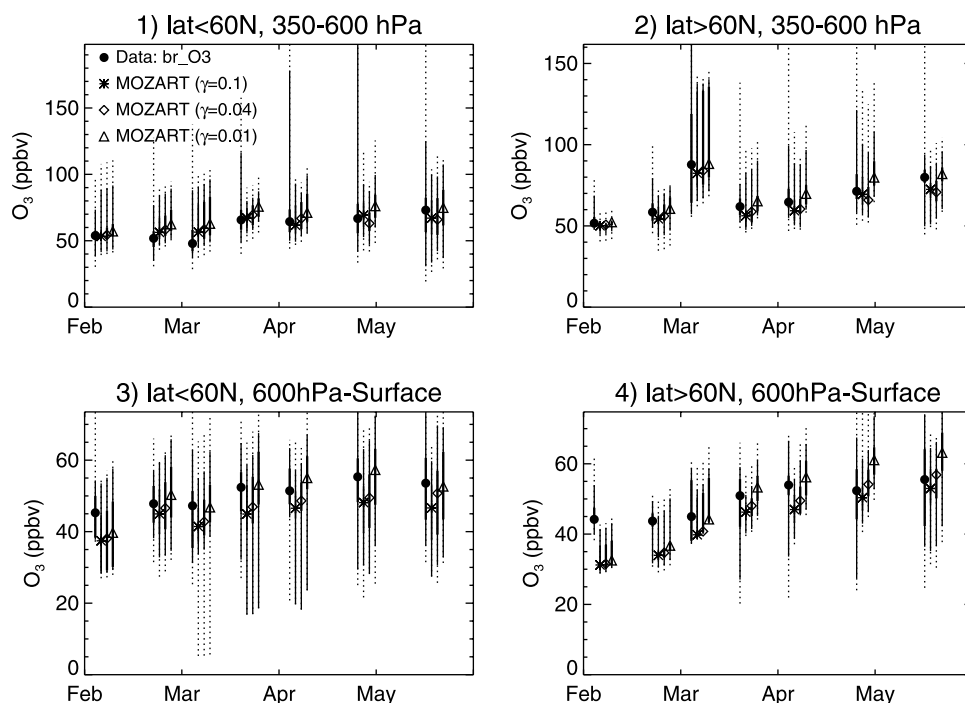 1) lat<60N, 350-600 hPa
O3 (ppbv)
150
100
50
0
Feb Mar Apr May
Data: br_O3
MOZART (γ=0.1)
MOZART (γ=0.04)
MOZART (γ=0.01)
2) lat>60N, 350-600 hPa
O3 (ppbv)
150
100
50
0
Feb Mar Apr May
3) lat<60N, 600hPa-Surface
O3 (ppbv)
60
40
20
0
Feb Mar Apr May
4) lat>60N, 600hPa-Surface
O3 (ppbv)
60
40
20
0
Feb Mar Apr May